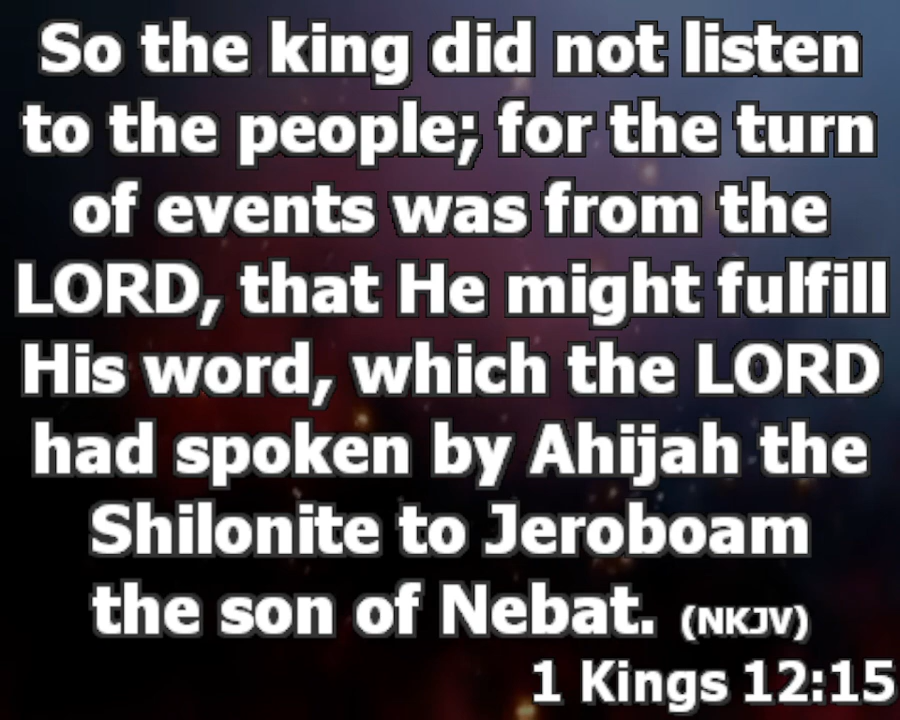 So the king did not listen
to the people; for the turn
of events was from the
LORD, that He might fulfill
His word, which the LORD
had spoken by Ahijah the
Shilonite to Jeroboam
the son of Nebat. (NKJV)
1 Kings 12:15